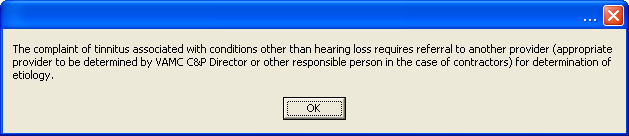 ...
The complaint of tinnitus associated with conditions other than hearing loss requires referral to another provider (appropriate
provider to be determined by VAMC C&P Director or other responsible person in the case of contractors) for determination of
etiology.
OK